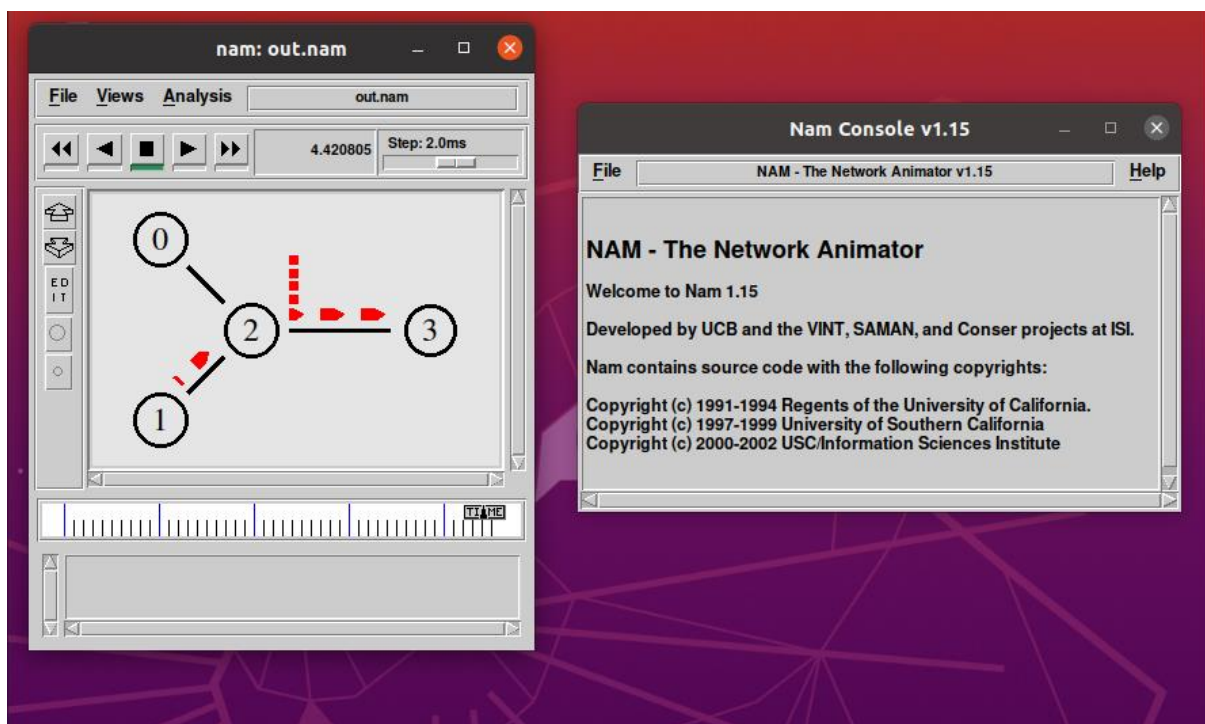 nam: out.nam
File Views Analysis out.nam
4.420805 Step: 2.0ms
ED
IT
0
2 3
1
TIME
Nam Console v1.15
File NAM - The Network Animator v1.15 Help
NAM - The Network Animator
Welcome to Nam 1.15
Developed by UCB and the VINT, SAMAN, and Conser projects at ISI.
Nam contains source code with the following copyrights:
Copyright (c) 1991-1994 Regents of the University of California.
Copyright (c) 1997-1999 University of Southern California
Copyright (c) 2000-2002 USC/Information Sciences Institute